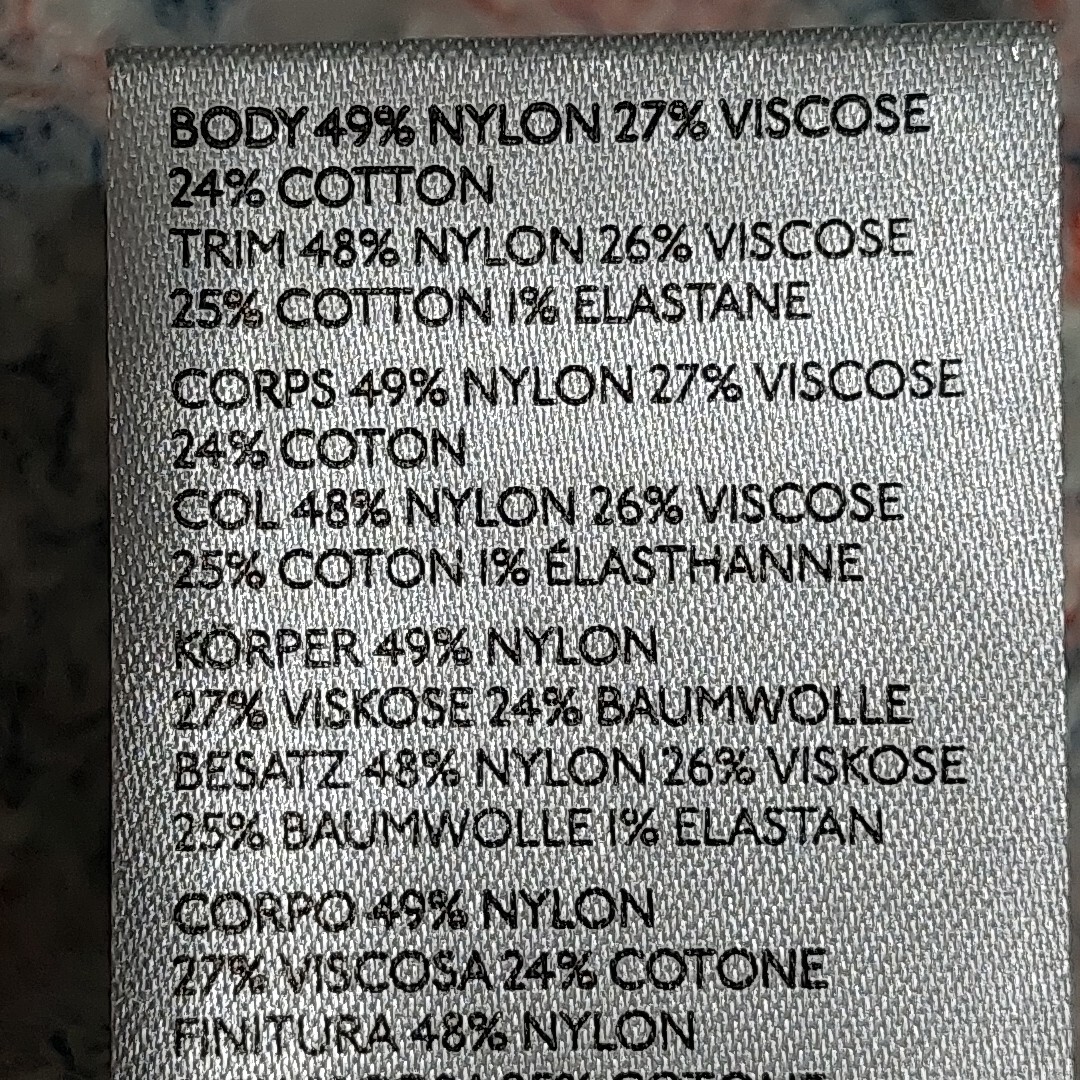 BODY 49% NYLON 27% VISCOSE
24% COTTON
TRIM 48% NYLON 26% VISCOSE
25% COTTON 1% ELASTANE
CORPS 49% NYLON 27% VISCOSE
24% COTON
COL 48% NYLON 26% VISCOSE
25% COTON 1% ÉLASTHANNE
KÖRPER 49% NYLON
27% VISKOSE 24% BAUMWOLLE
BESATZ 48% NYLON 26% VISKOSE
25% BAUMWOLLE 1% ELASTAN
CORPO 49% NYLON
27% VISCOSA 24% COTONE
FINITURA 48% NYLON